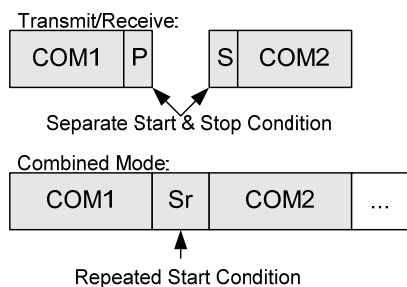 Transmit/Receive:
COM1 P S COM2
Separate Start & Stop Condition
Combined Mode:
COM1 Sr COM2 ...
Repeated Start Condition